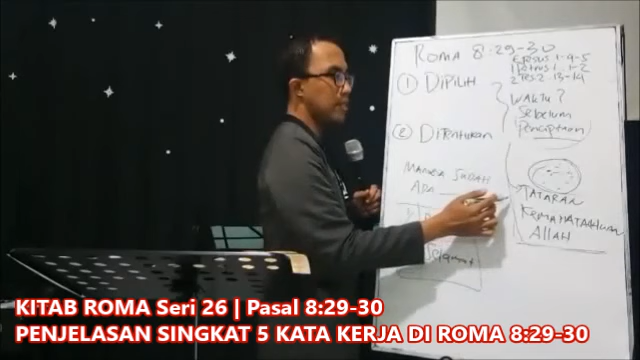 ROMA 8:29-30
EFESUS 1:4-5
1 PETRUS 1:1-2
2 TES 2:13-14
① DIPILIH
WAKTU?
Sebelum
Penciptaan
② DITENTUKAN
MANUSIA SUDAH
ADA
TATARAN
KEMAHATAHUAN
ALLAH
Selamat
KITAB ROMA Seri 26 | Pasal 8:29-30
PENJELASAN SINGKAT 5 KATA KERJA DI ROMA 8:29-30